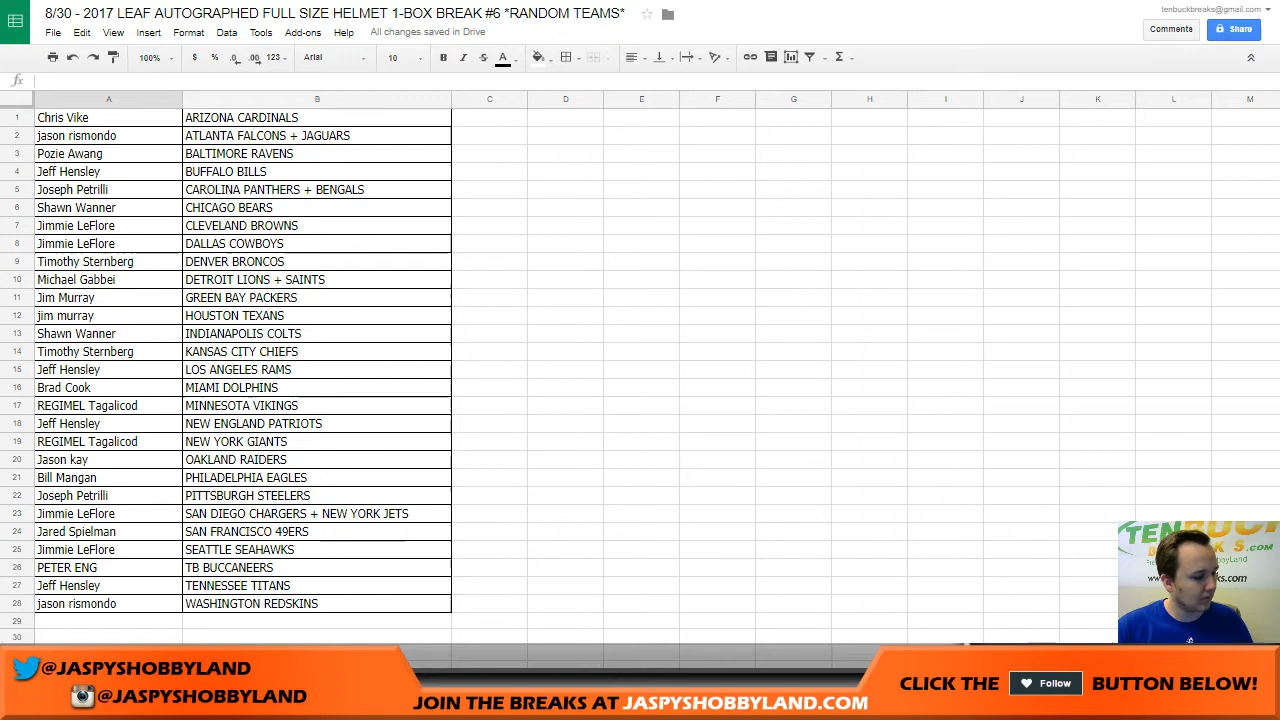 8/30 - 2017 LEAF AUTOGRAPHED FULL SIZE HELMET 1-BOX BREAK #6 *RANDOM TEAMS*
tenbuckbreaks@gmail.com
File Edit View Insert Format Data Tools Add-ons Help All changes saved in Drive
Comments Share
100% $ % .0 .00 123 Arial 10 B I S A
fx
A B C D E F G H I J K L M
1 Chris Vike ARIZONA CARDINALS
2 jason rismondo ATLANTA FALCONS + JAGUARS
3 Pozie Awang BALTIMORE RAVENS
4 Jeff Hensley BUFFALO BILLS
5 Joseph Petrilli CAROLINA PANTHERS + BENGALS
6 Shawn Wanner CHICAGO BEARS
7 Jimmie LeFlore CLEVELAND BROWNS
8 Jimmie LeFlore DALLAS COWBOYS
9 Timothy Sternberg DENVER BRONCOS
10 Michael Gabbei DETROIT LIONS + SAINTS
11 Jim Murray GREEN BAY PACKERS
12 jim murray HOUSTON TEXANS
13 Shawn Wanner INDIANAPOLIS COLTS
14 Timothy Sternberg KANSAS CITY CHIEFS
15 Jeff Hensley LOS ANGELES RAMS
16 Brad Cook MIAMI DOLPHINS
17 REGIMEL Tagalicod MINNESOTA VIKINGS
18 Jeff Hensley NEW ENGLAND PATRIOTS
19 REGIMEL Tagalicod NEW YORK GIANTS
20 Jason kay OAKLAND RAIDERS
21 Bill Mangan PHILADELPHIA EAGLES
22 Joseph Petrilli PITTSBURGH STEELERS
23 Jimmie LeFlore SAN DIEGO CHARGERS + NEW YORK JETS
24 Jared Spielman SAN FRANCISCO 49ERS
25 Jimmie LeFlore SEATTLE SEAHAWKS
26 PETER ENG TB BUCCANEERS
27 Jeff Hensley TENNESSEE TITANS
28 jason rismondo WASHINGTON REDSKINS
29
30
TENBUCK
S.com
www. ks.com
@JASPYSHOBBYLAND
@JASPYSHOBBYLAND
JOIN THE BREAKS AT JASPYSHOBBYLAND.COM
CLICK THE Follow BUTTON BELOW!